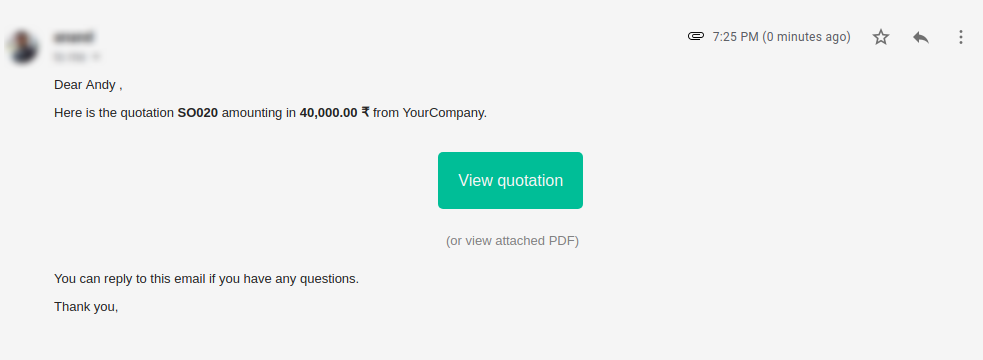 7:25 PM (0 minutes ago)
Dear Andy ,
Here is the quotation SO020 amounting in 40,000.00 ₹ from YourCompany.
View quotation
(or view attached PDF)
You can reply to this email if you have any questions.
Thank you,